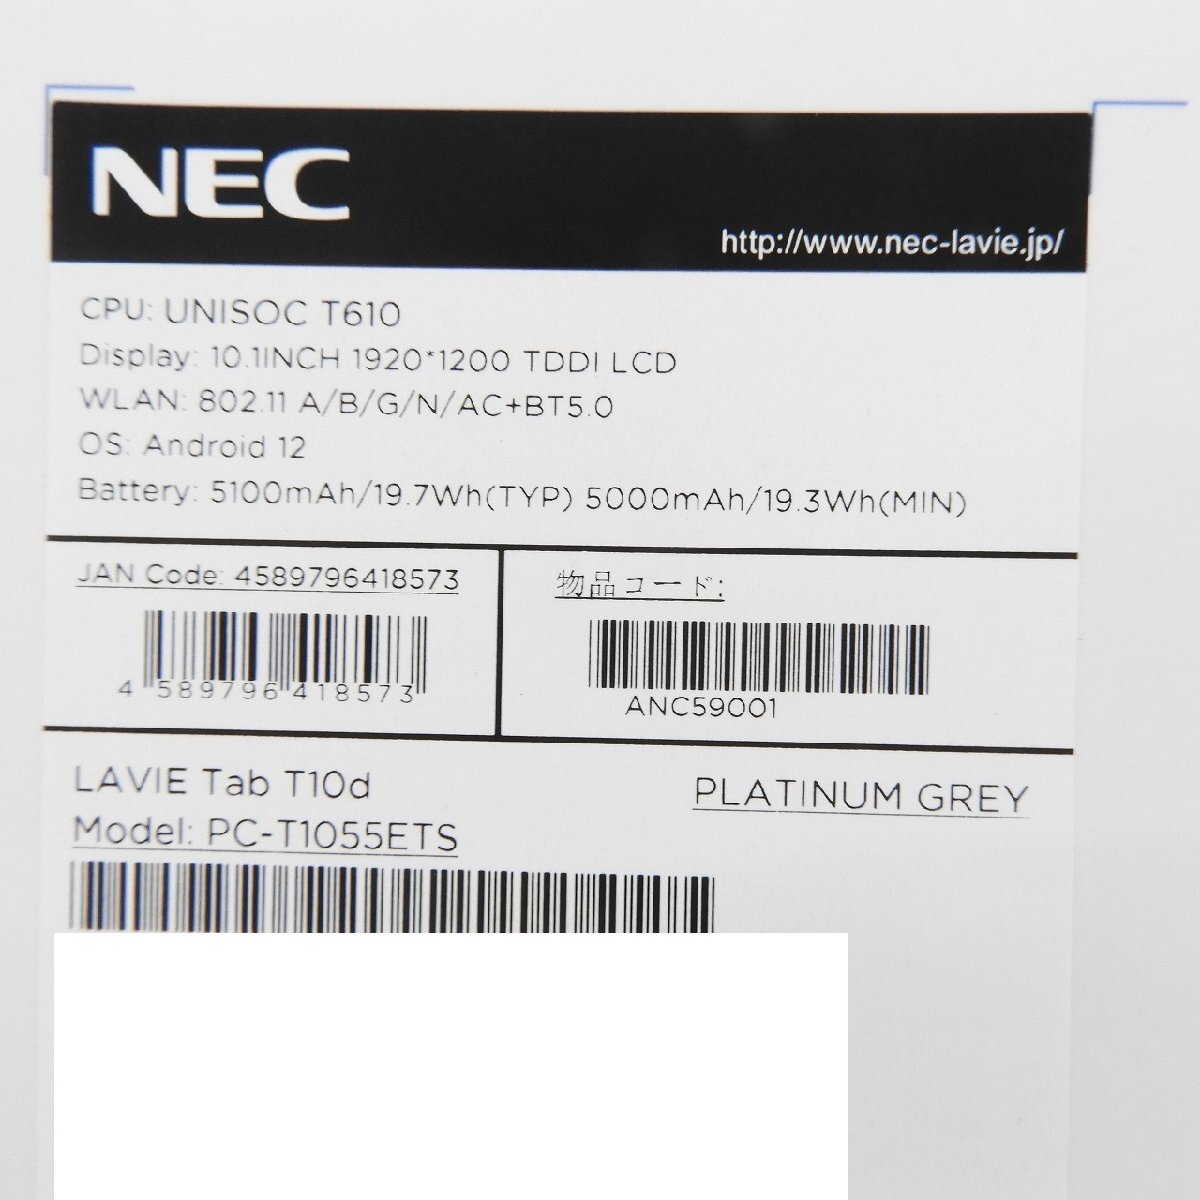 NEC
http://www.nec-lavie.jp/
CPU: UNISOC T610
Display: 10.1INCH 1920*1200 TDDI LCD
WLAN: 802.11 A/B/G/N/AC+BT5.0
OS: Android 12
Battery: 5100mAh/19.7Wh(TYP) 5000mAh/19.3Wh(MIN)
JAN Code: 4589796418573
4 589796 418573
物品コード:
ANC59001
LAVIE Tab T10d
PLATINUM GREY
Model: PC-T1055ETS